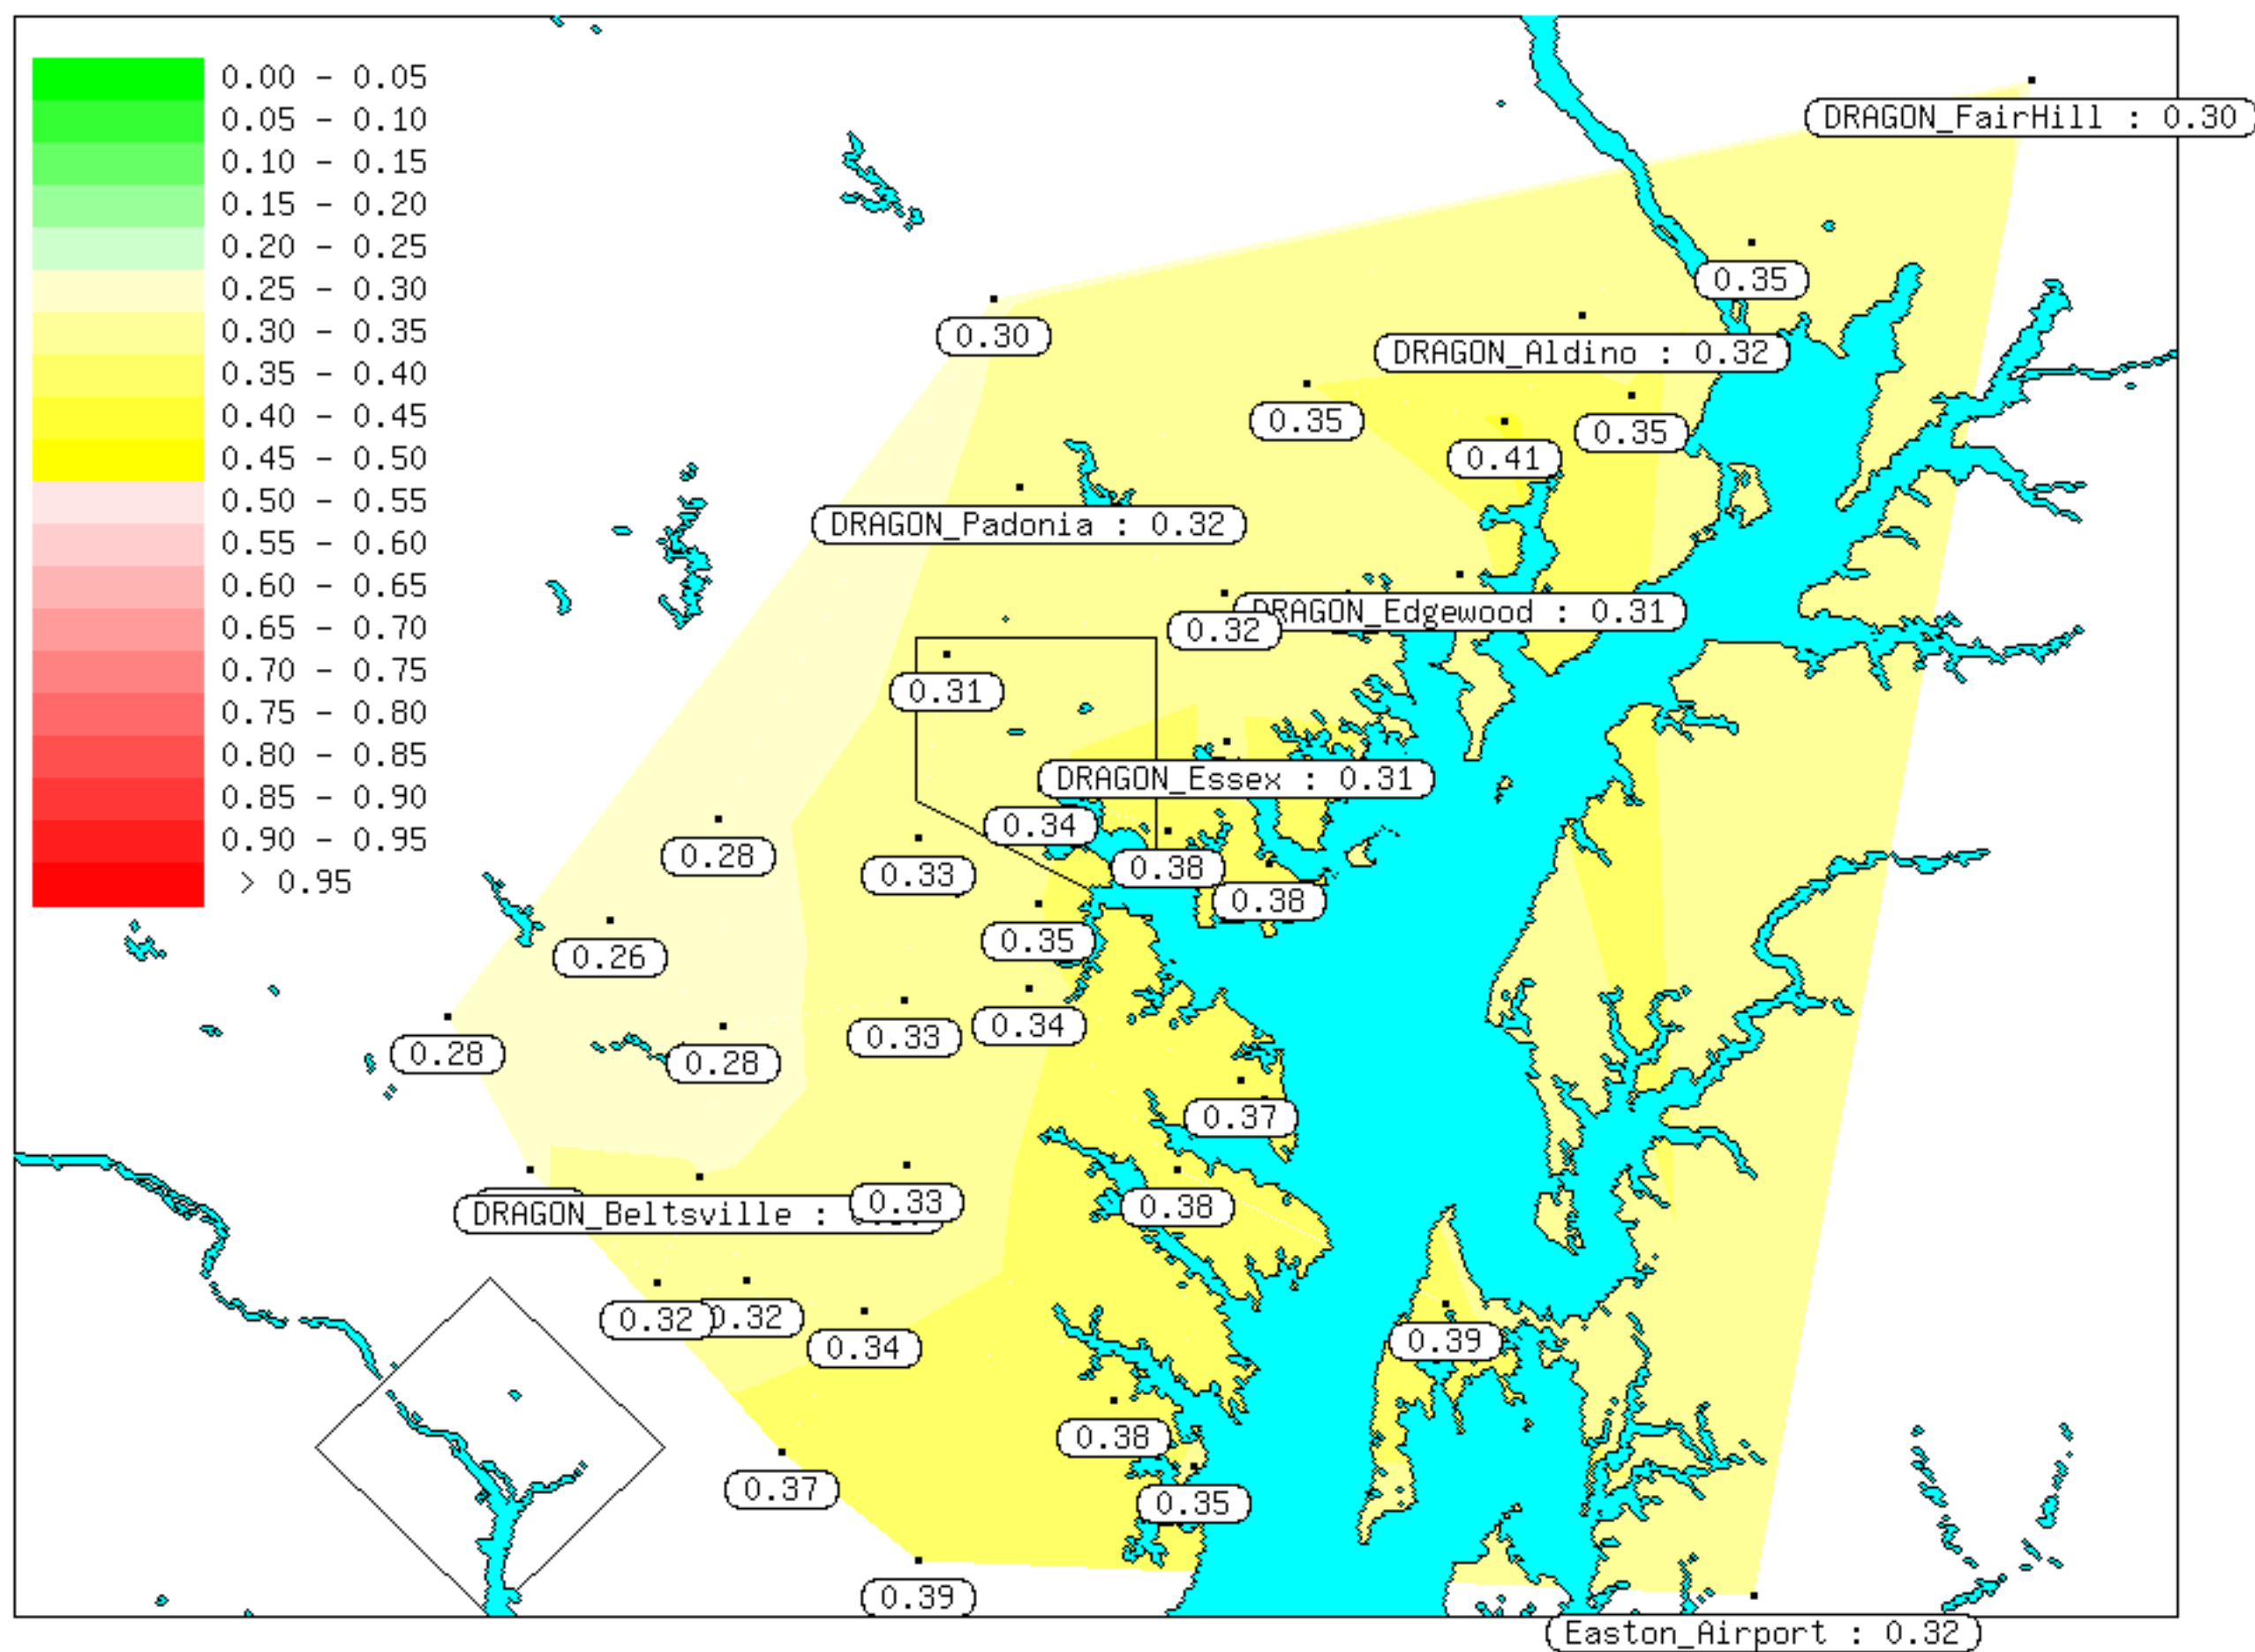 0.00 - 0.05
0.05 - 0.10
0.10 - 0.15
0.15 - 0.20
0.20 - 0.25
0.25 - 0.30
0.30 - 0.35
0.35 - 0.40
0.40 - 0.45
0.45 - 0.50
0.50 - 0.55
0.55 - 0.60
0.60 - 0.65
0.65 - 0.70
0.70 - 0.75
0.75 - 0.80
0.80 - 0.85
0.85 - 0.90
0.90 - 0.95
> 0.95
DRAGON_FairHill : 0.30
0.35
0.30
DRAGON_Aldino : 0.32
0.35
0.35
0.41
DRAGON_Padonia : 0.32
DRAGON_Edgewood : 0.31
0.32
0.31
DRAGON_Essex : 0.31
0.34
0.28
0.33
0.38
0.38
0.26
0.35
0.28
0.28
0.33
0.34
0.37
DRAGON_Beltsville :
0.33
0.38
0.32
0.32
0.34
0.39
0.38
0.37
0.35
0.39
Easton_Airport : 0.32